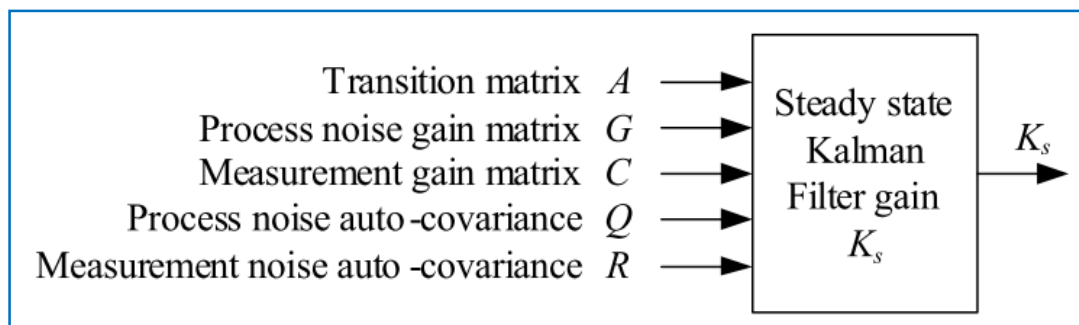 Transition matrix A
Process noise gain matrix G
Measurement gain matrix C
Process noise auto-covariance Q
Measurement noise auto -covariance R
Steady state
Kalman
Filter gain
Kₛ
Kₛ